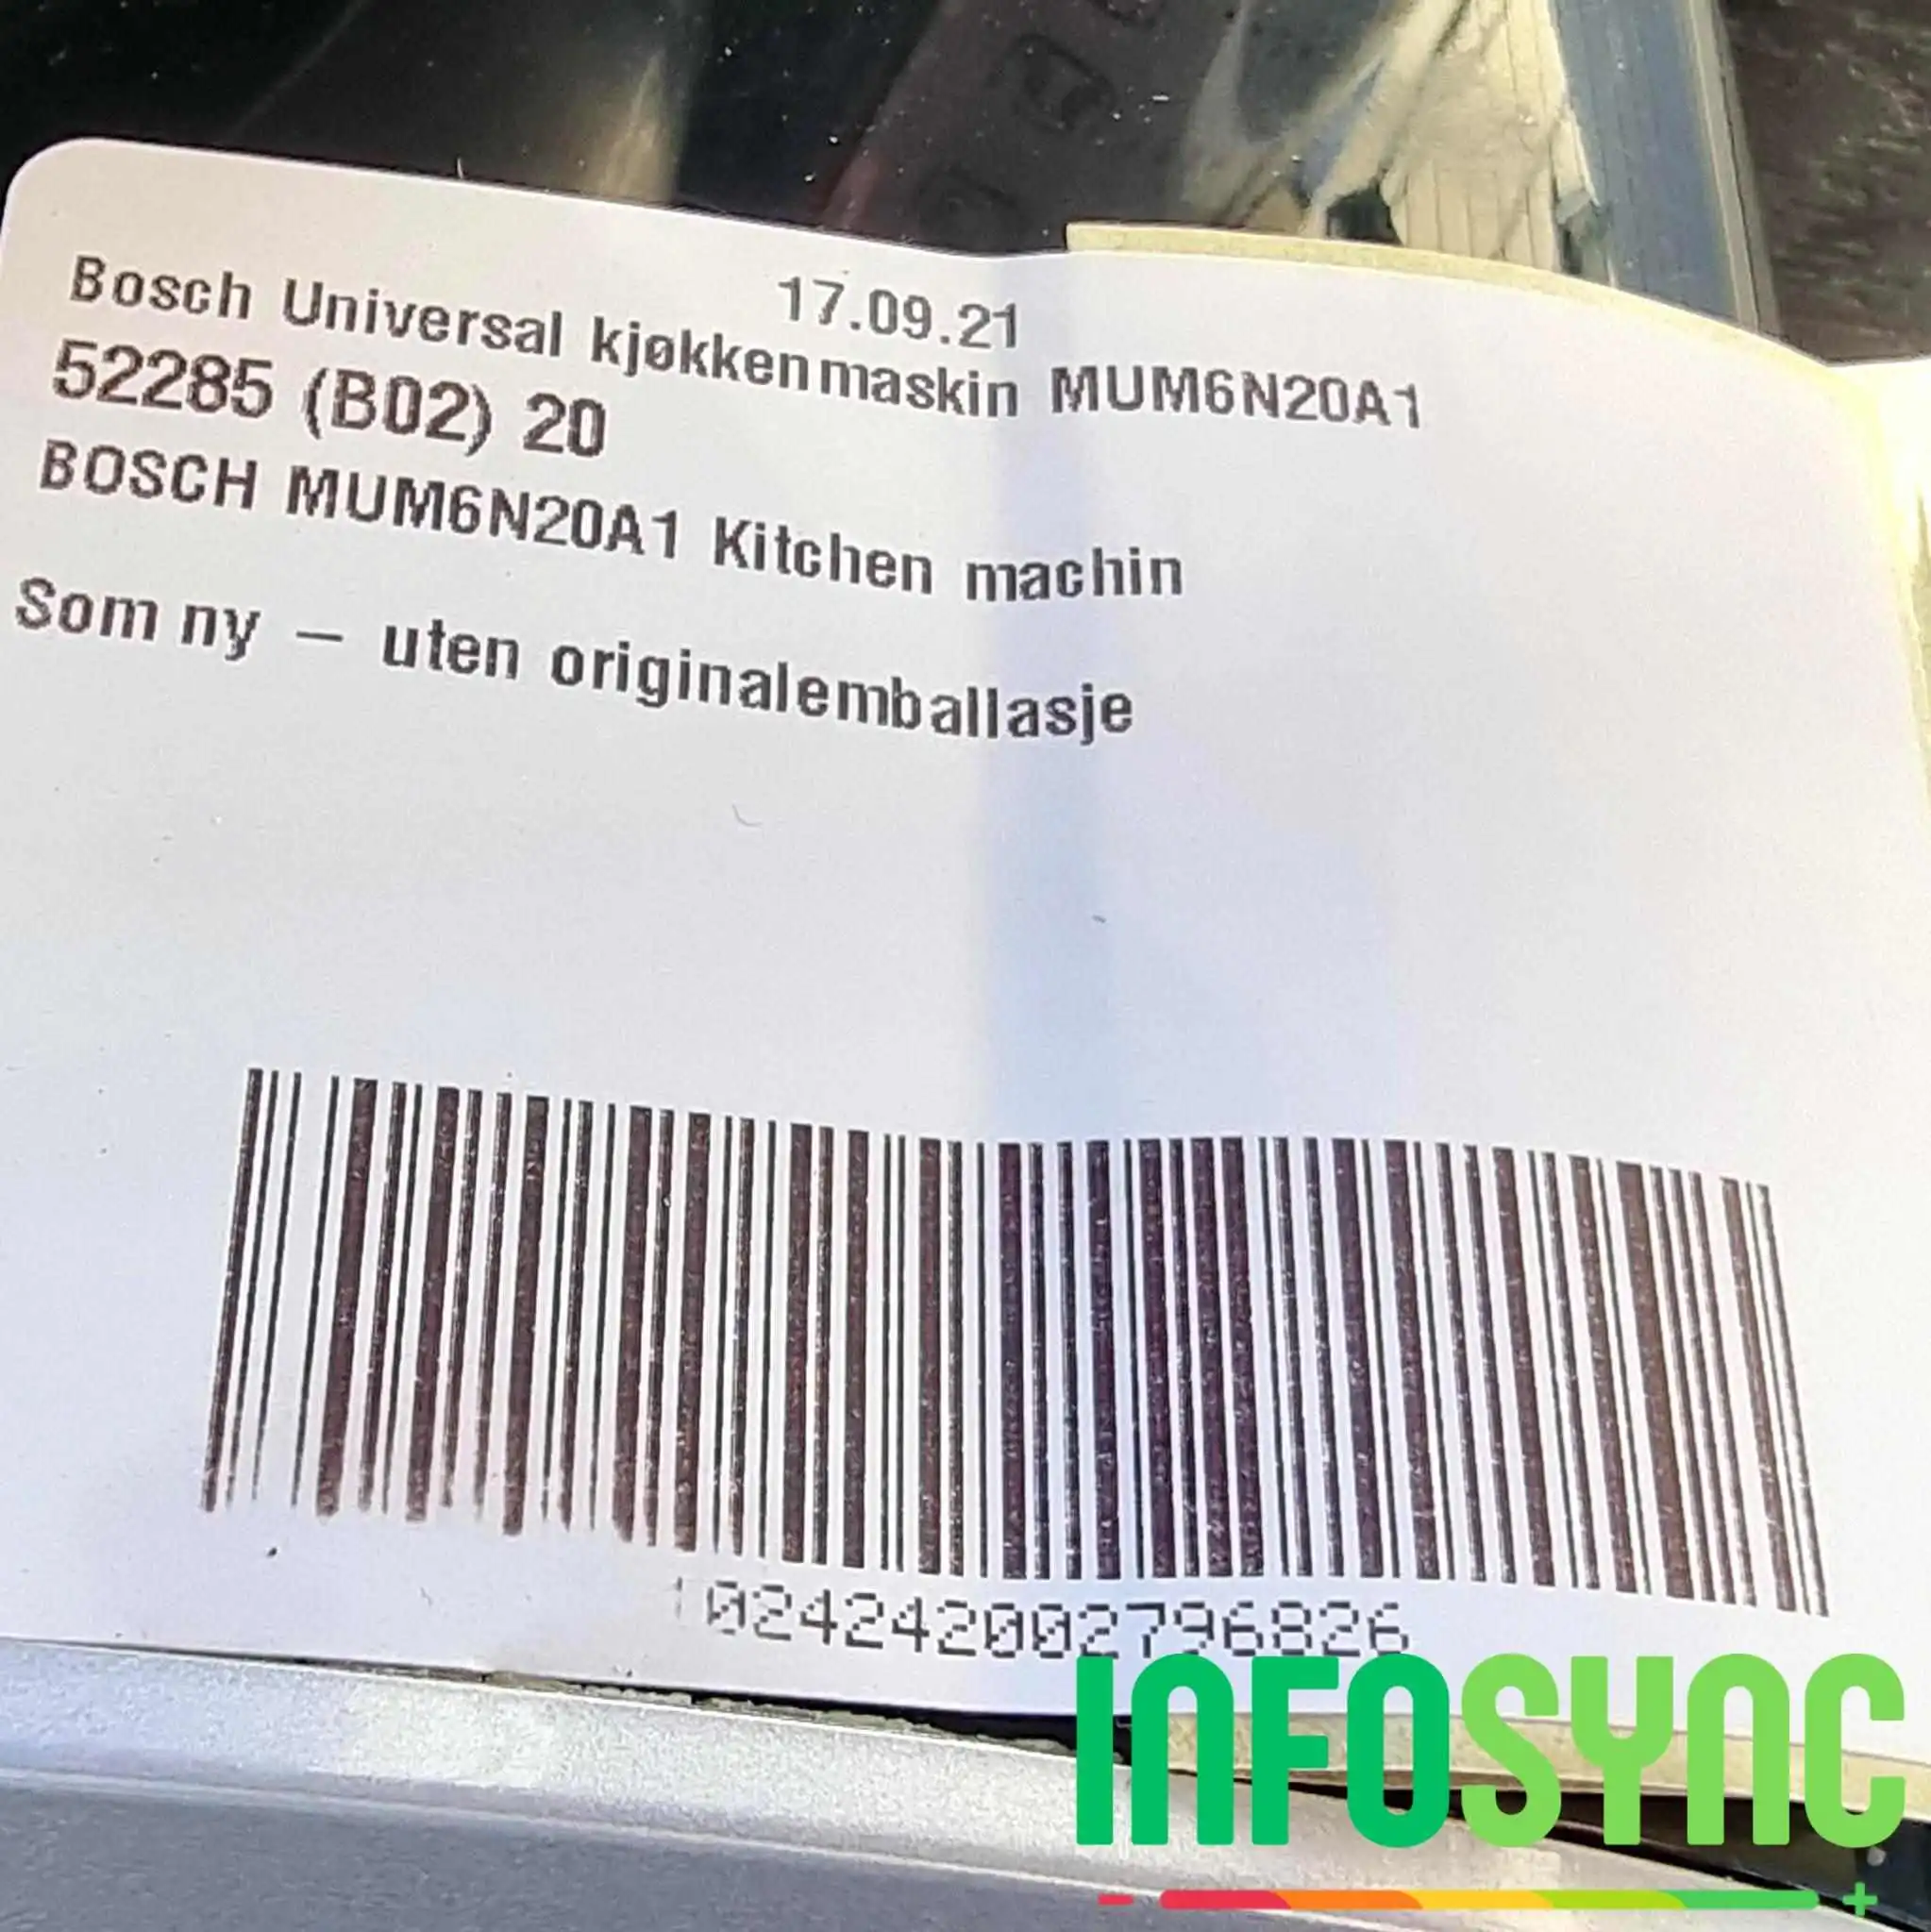 17.09.21
Bosch Universal kjøkkenmaskin MUM6N20A1
52285 (B02) 20
BOSCH MUM6N20A1 Kitchen machin
Som ny – uten originalemballasje
1024242002796826
INFOSYNC
- +